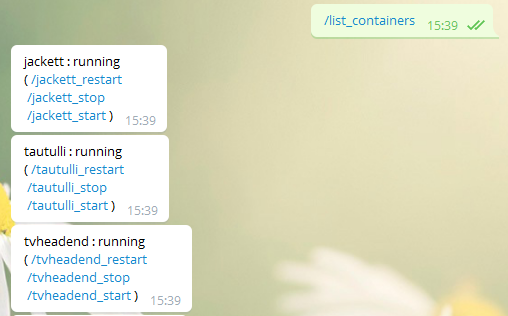 /list_containers 15:39
jackett : running
( /jackett_restart
/jackett_stop
/jackett_start ) 15:39
tautulli : running
( /tautulli_restart
/tautulli_stop
/tautulli_start ) 15:39
tvheadend : running
( /tvheadend_restart
/tvheadend_stop
/tvheadend_start ) 15:39